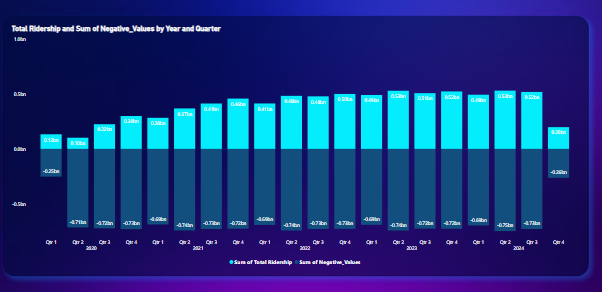 Total Ridership and Sum of Negative_Values by Year and Quarter
1.0bn
0.5bn
0.0bn
-0.5bn
0.13bn 0.10bn 0.22bn 0.30bn 0.28bn 0.37bn 0.41bn 0.46bn 0.41bn 0.48bn 0.48bn 0.50bn 0.49bn 0.53bn 0.51bn 0.52bn 0.49bn 0.53bn 0.52bn 0.20bn
-0.25bn -0.71bn -0.72bn -0.73bn -0.69bn -0.74bn -0.73bn -0.72bn -0.69bn -0.74bn -0.73bn -0.73bn -0.69bn -0.74bn -0.72bn -0.72bn -0.69bn -0.75bn -0.73bn -0.26bn
Qtr 1 Qtr 2 Qtr 3 Qtr 4 Qtr 1 Qtr 2 Qtr 3 Qtr 4 Qtr 1 Qtr 2 Qtr 3 Qtr 4 Qtr 1 Qtr 2 Qtr 3 Qtr 4 Qtr 1 Qtr 2 Qtr 3 Qtr 4
2020 2021 2022 2023 2024
Sum of Total Ridership Sum of Negative_Values